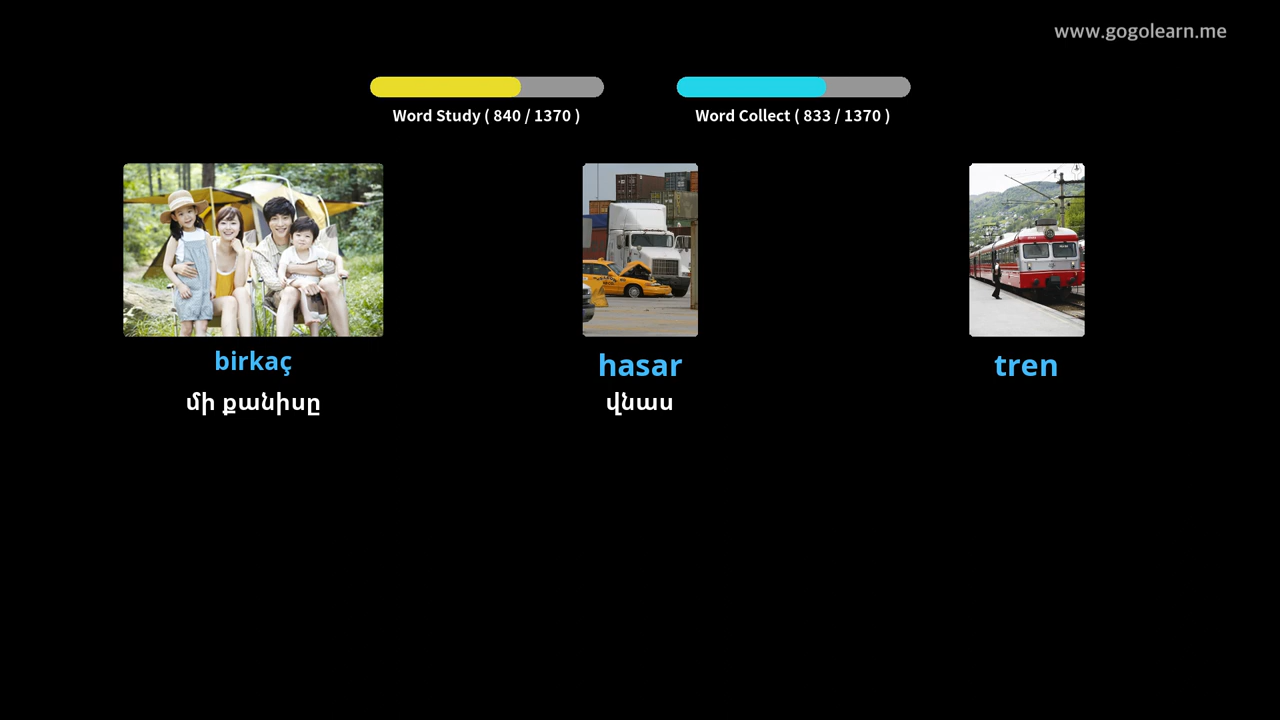 www.gogolearn.me
Word Study ( 840 / 1370 )
Word Collect ( 833 / 1370 )
birkaç
hasar
tren
մի քանիսը
վնաս